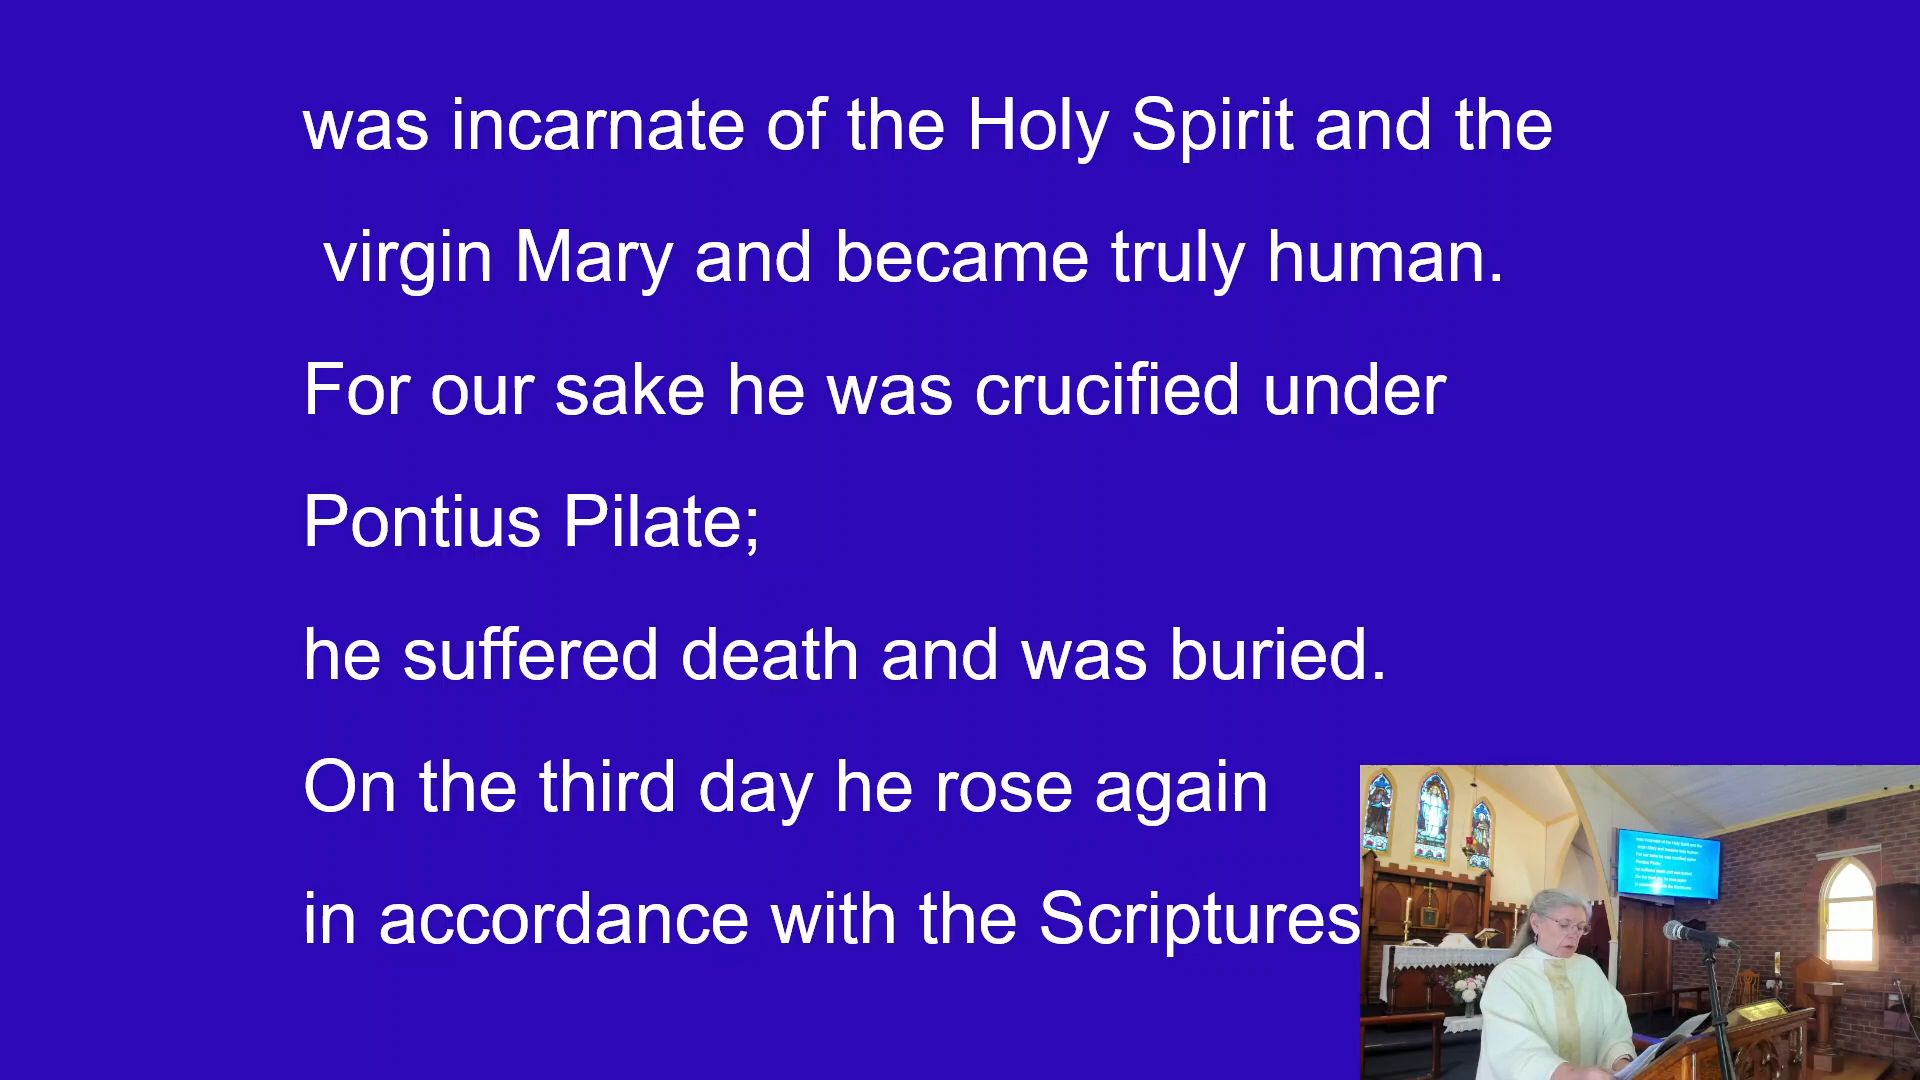 was incarnate of the Holy Spirit and the
virgin Mary and became truly human.
For our sake he was crucified under
Pontius Pilate;
he suffered death and was buried.
On the third day he rose again
in accordance with the Scriptures